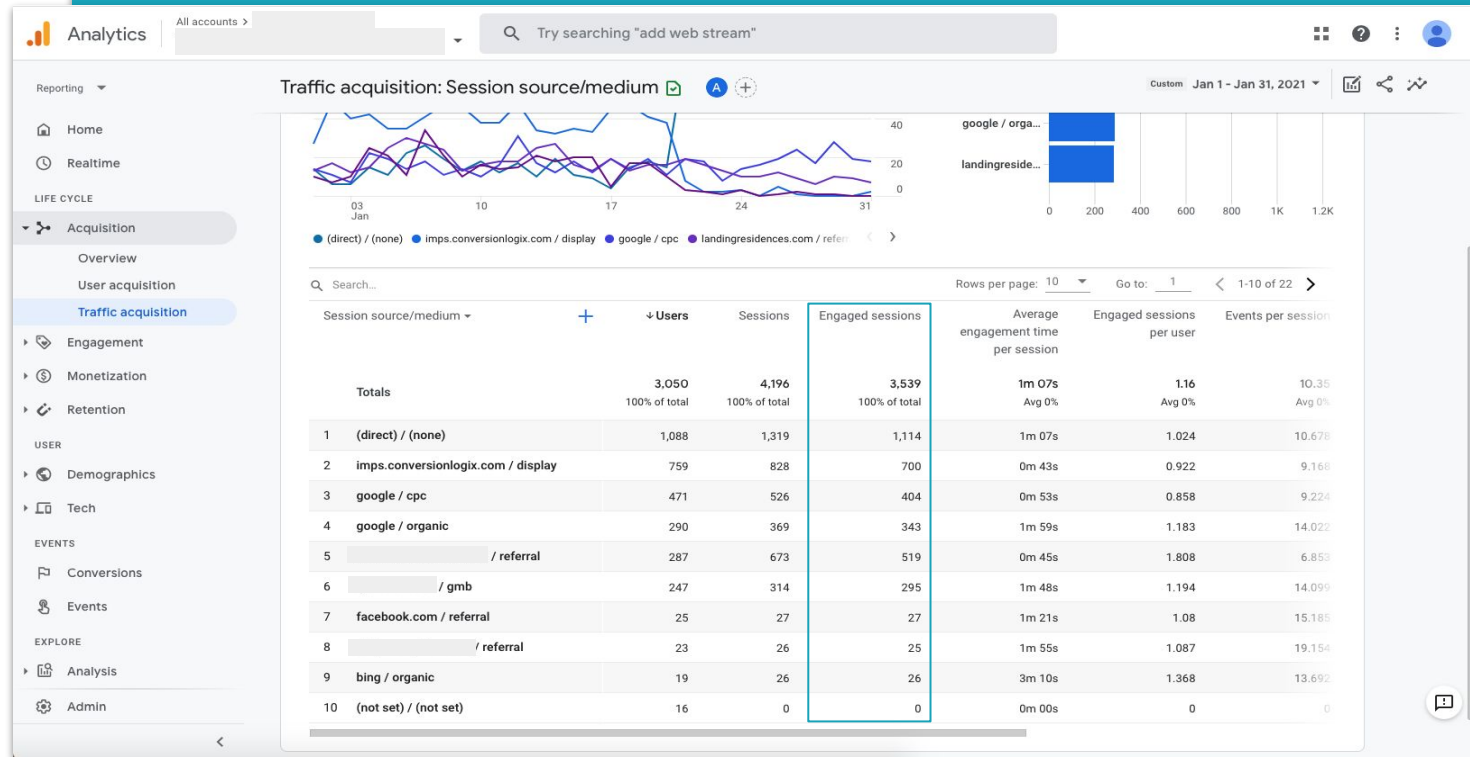 Analytics
All accounts >
Try searching "add web stream"
Reporting
Traffic acquisition: Session source/medium
A
Custom Jan 1 - Jan 31, 2021
Home
Realtime
LIFE CYCLE
Acquisition
Overview
User acquisition
Traffic acquisition
Engagement
Monetization
Retention
USER
Demographics
Tech
EVENTS
Conversions
Events
EXPLORE
Analysis
Admin
40
20
0
03 Jan
10
17
24
31
google / orga...
landingreside...
0 200 400 600 800 1K 1.2K
(direct) / (none) imps.conversionlogix.com / display google / cpc landingresidences.com / refer
Search...
Rows per page: 10 Go to: 1 1-10 of 22
Session source/medium + ↓Users Sessions Engaged sessions Average engagement time per session Engaged sessions per user Events per session
Totals 3,050 4,196 3,539 1m 07s 1.16 10.35
100% of total 100% of total 100% of total Avg 0% Avg 0% Avg 0%
1 (direct) / (none) 1,088 1,319 1,114 1m 07s 1.024 10.678
2 imps.conversionlogix.com / display 759 828 700 0m 43s 0.922 9.168
3 google / cpc 471 526 404 0m 53s 0.858 9.224
4 google / organic 290 369 343 1m 59s 1.183 14.022
5 / referral 287 673 519 0m 45s 1.808 6.853
6 / gmb 247 314 295 1m 48s 1.194 14.099
7 facebook.com / referral 25 27 27 1m 21s 1.08 15.185
8 / referral 23 26 25 1m 55s 1.087 19.154
9 bing / organic 19 26 26 3m 10s 1.368 13.692
10 (not set) / (not set) 16 0 0 0m 00s 0 0